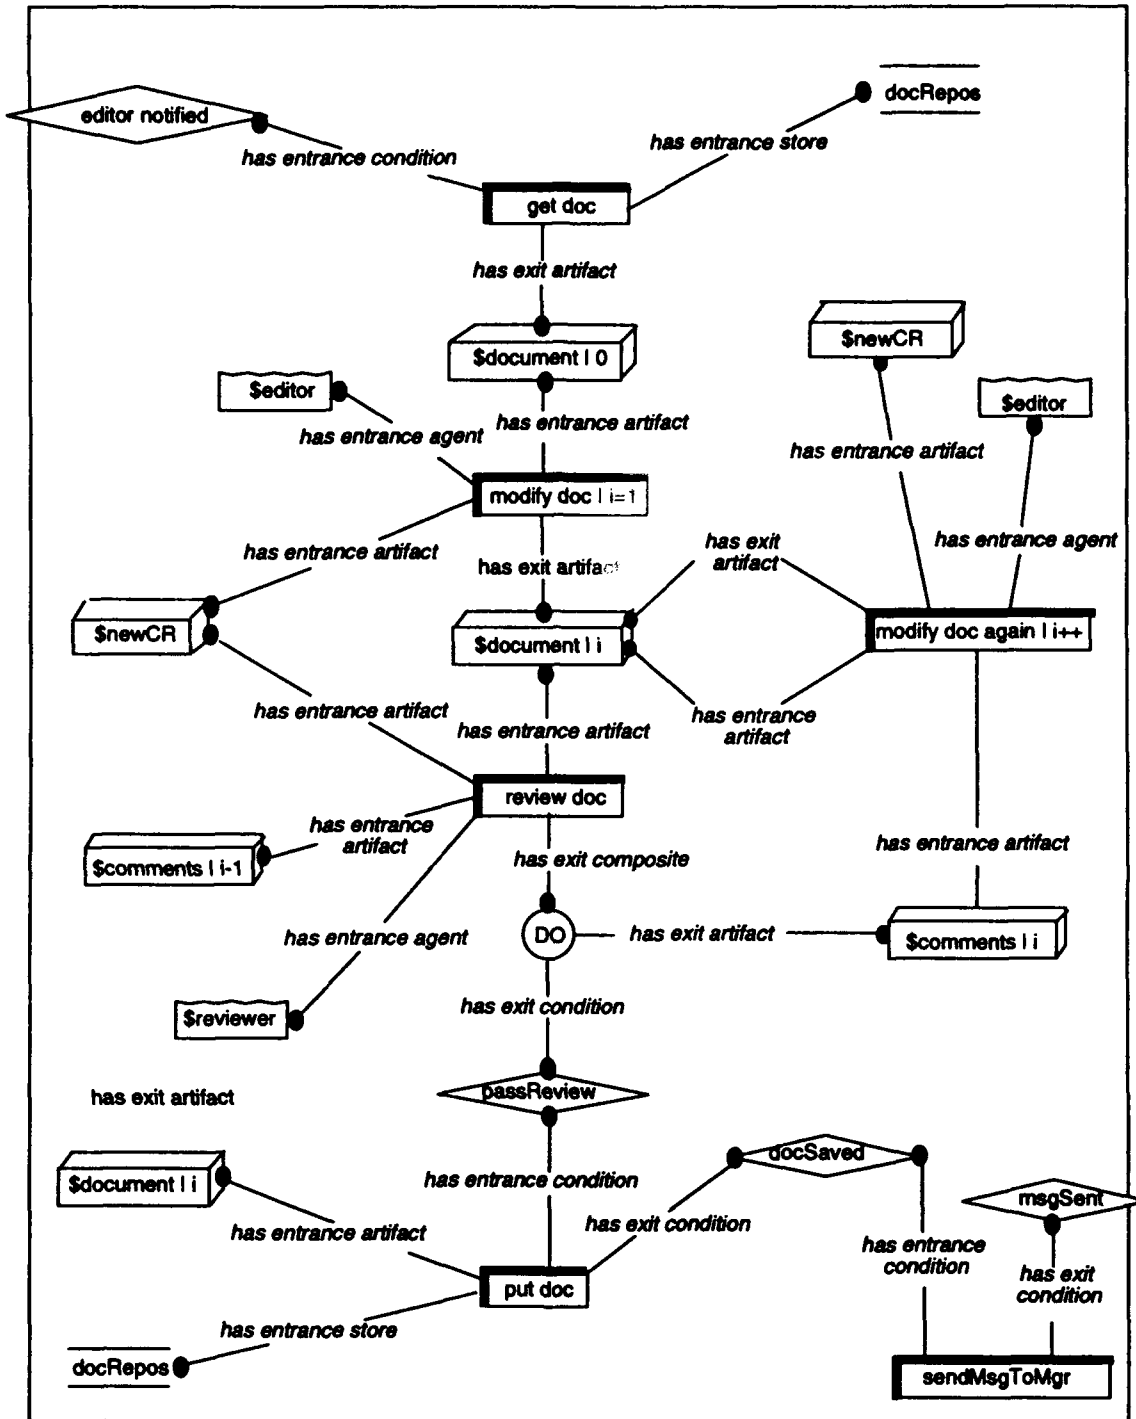 docRepos
editor notified
has entrance store
has entrance condition
get doc
has exit artifact
$newCR
$document | 0
$editor
$editor
has entrance artifact
has entrance agent
has entrance artifact
modify doc | i=1
has exit
artifact
has entrance agent
has entrance artifact
has exit artifact
$newCR
$document | i
modify doc again | i++
has entrance artifact
has entrance
artifact
has entrance artifact
review doc
has entrance
artifact
has entrance artifact
has exit composite
$comments | i-1
DO
has exit artifact
$comments | i
has entrance agent
has exit condition
$reviewer
passReview
has exit artifact
docSaved
$document | i
has entrance condition
msgSent
has exit condition
has entrance artifact
has entrance
condition
has exit
condition
put doc
has entrance store
docRepos
sendMsgToMgr